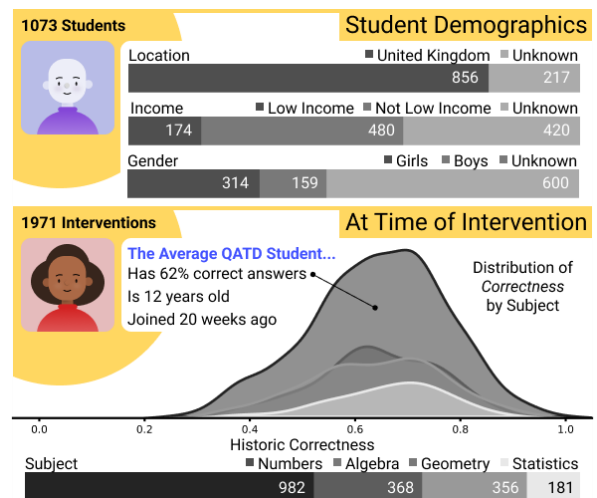 1073 Students
Student Demographics
Location
United Kingdom Unknown
856 217
Income
Low Income Not Low Income Unknown
174 480 420
Gender
Girls Boys Unknown
314 159 600
1971 Interventions
At Time of Intervention
The Average QATD Student...
Has 62% correct answers
Is 12 years old
Joined 20 weeks ago
Distribution of
Correctness
by Subject
0.0 0.2 0.4 0.6 0.8 1.0
Historic Correctness
Subject
Numbers Algebra Geometry Statistics
982 368 356 181